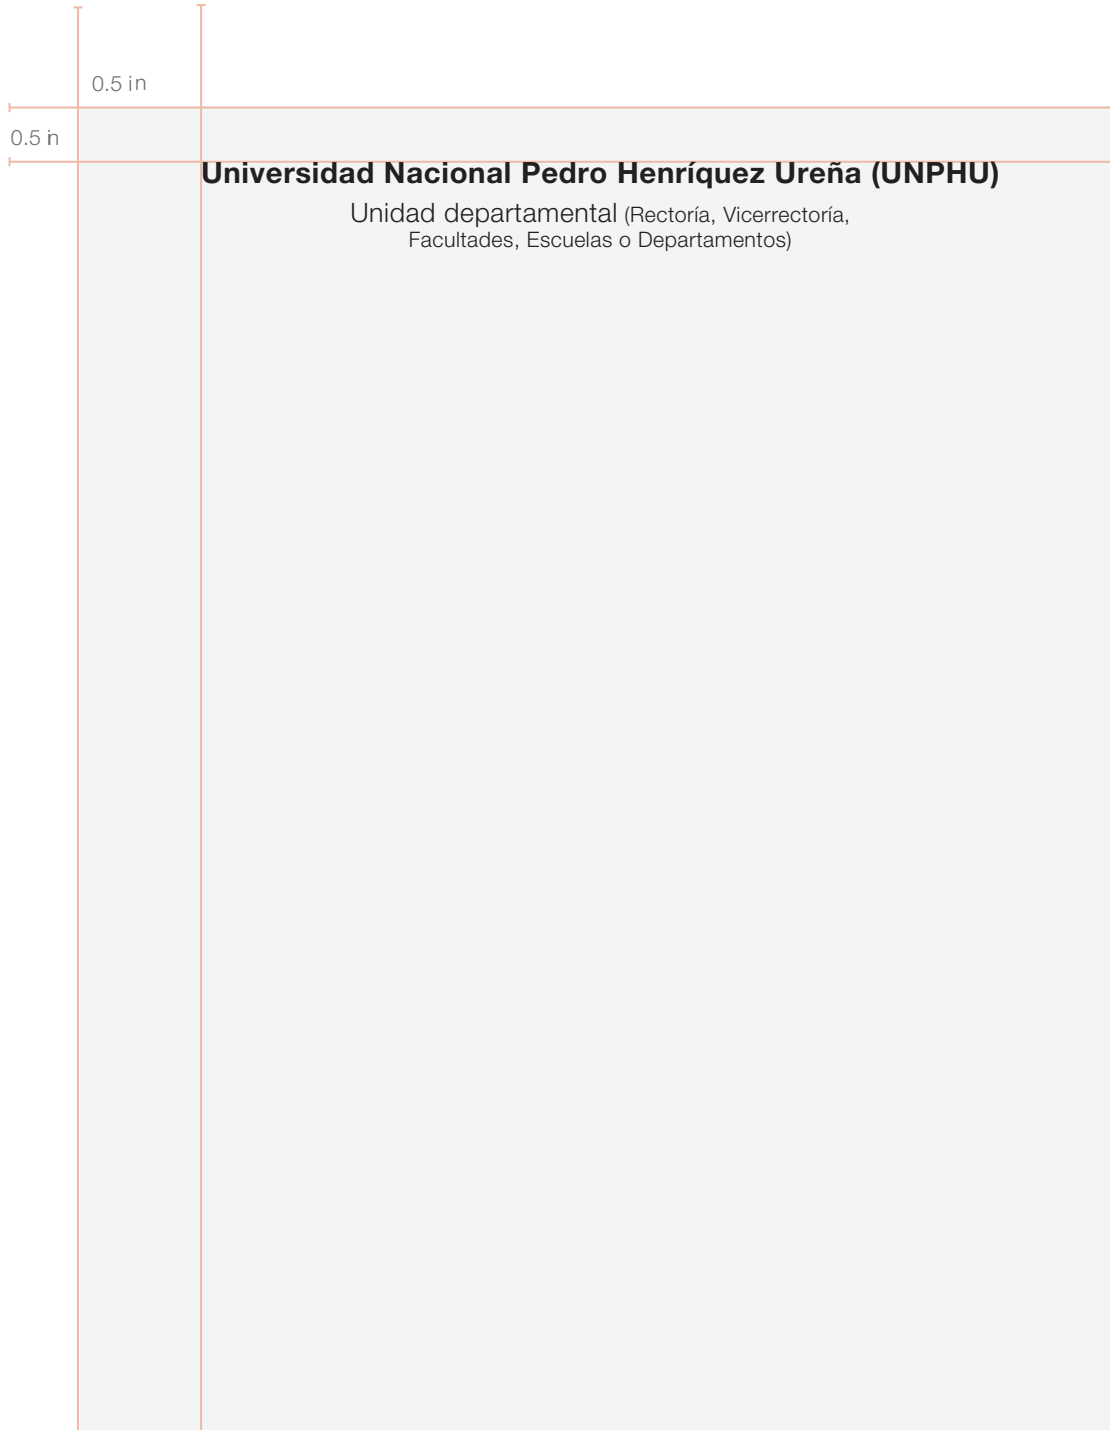 0.5 in
0.5 in
Universidad Nacional Pedro Henríquez Ureña (UNPHU)
Unidad departamental (Rectoría, Vicerrectoría,
Facultades, Escuelas o Departamentos)